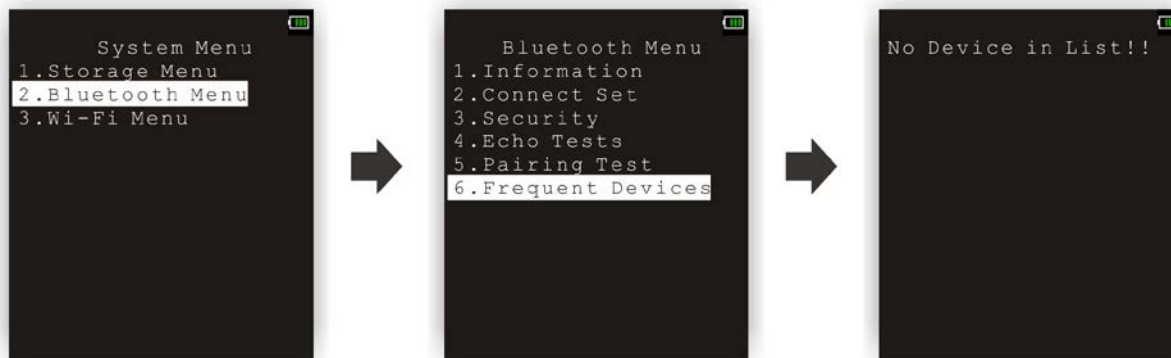 System Menu
1.Storage Menu
2.Bluetooth Menu
3.Wi-Fi Menu
Bluetooth Menu
1.Information
2.Connect Set
3.Security
4.Echo Tests
5.Pairing Test
6.Frequent Devices
No Device in List!!